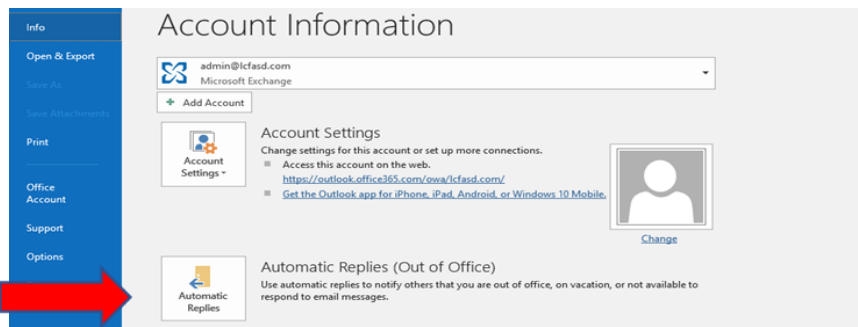 Info
Open & Export
Save As
Save Attachments
Print
Office
Account
Support
Options
Account Information
admin@lcfasd.com
Microsoft Exchange
+ Add Account
Account
Settings
Account Settings
Change settings for this account or set up more connections.
Access this account on the web.
https://outlook.office365.com/owa/lcfasd.com/
Get the Outlook app for iPhone, iPad, Android, or Windows 10 Mobile.
Change
Automatic
Replies
Automatic Replies (Out of Office)
Use automatic replies to notify others that you are out of office, on vacation, or not available to
respond to email messages.